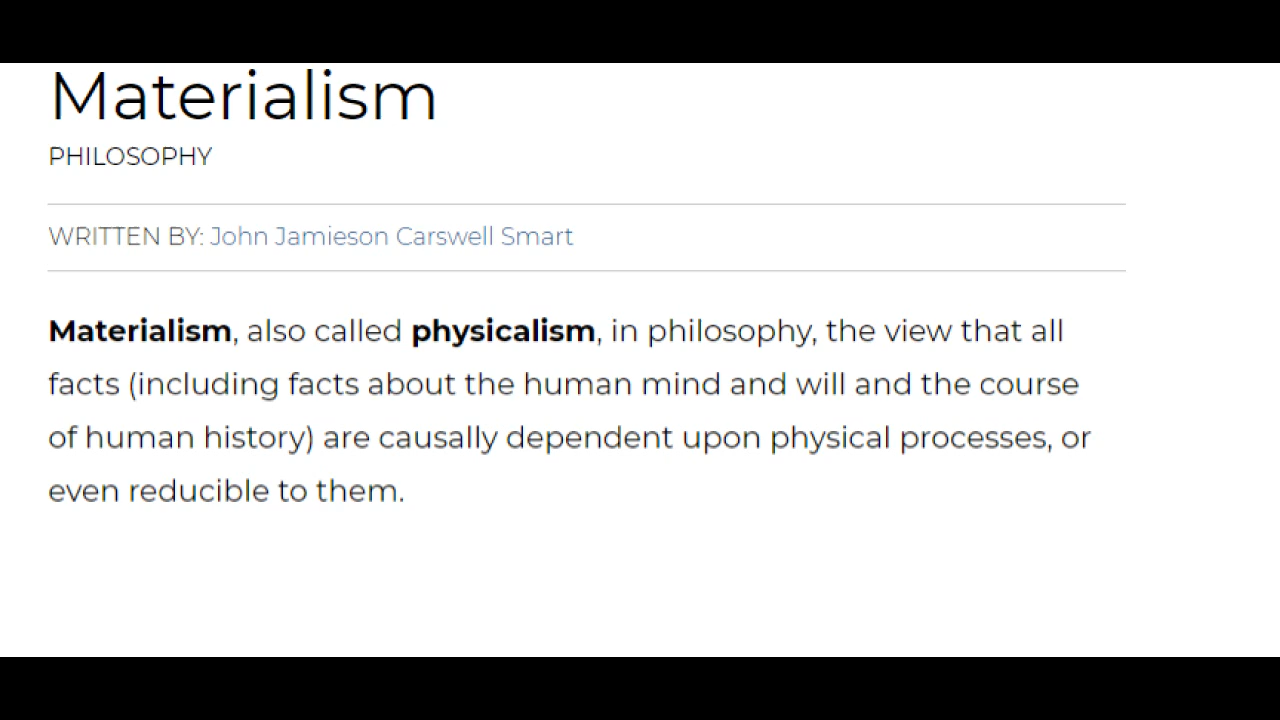 Materialism
PHILOSOPHY
WRITTEN BY: John Jamieson Carswell Smart
Materialism, also called physicalism, in philosophy, the view that all
facts (including facts about the human mind and will and the course
of human history) are causally dependent upon physical processes, or
even reducible to them.